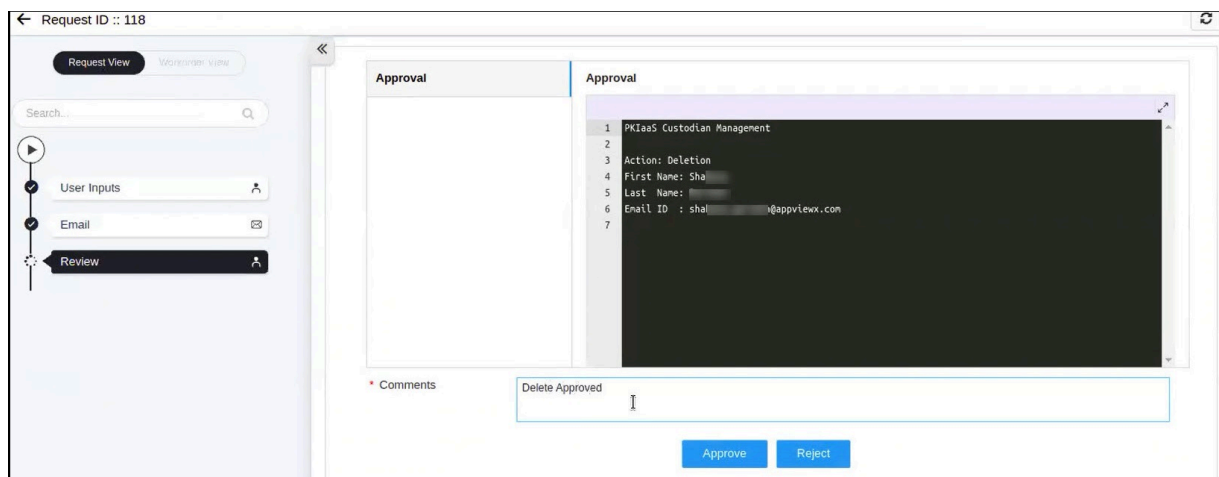 Request ID :: 118
Request View
Search...
User Inputs
Email
Review
Approval
Approval
1 PKIaaS Custodian Management
2
3 Action: Deletion
4 First Name: Sha
5 Last Name:
6 Email ID : shal @appviewx.com
7
* Comments
Delete Approved
Approve
Reject